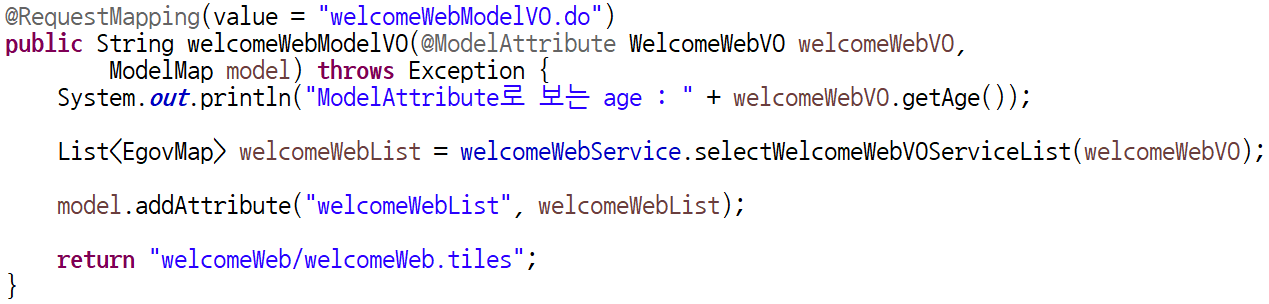 @RequestMapping(value = "welcomeWebModelVO.do")
public String welcomeWebModelVO(@ModelAttribute WelcomeWebVO welcomeWebVO,
        ModelMap model) throws Exception {
    System.out.println("ModelAttribute로 보는 age : " + welcomeWebVO.getAge());

    List<EgovMap> welcomeWebList = welcomeWebService.selectWelcomeWebVOServiceList(welcomeWebVO);

    model.addAttribute("welcomeWebList", welcomeWebList);

    return "welcomeWeb/welcomeWeb.tiles";
}